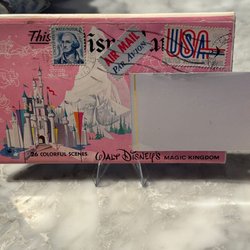 This
AIR MAIL
PAR AVION
USA
26 COLORFUL SCENES
WALT DISNEY'S MAGIC KINGDOM